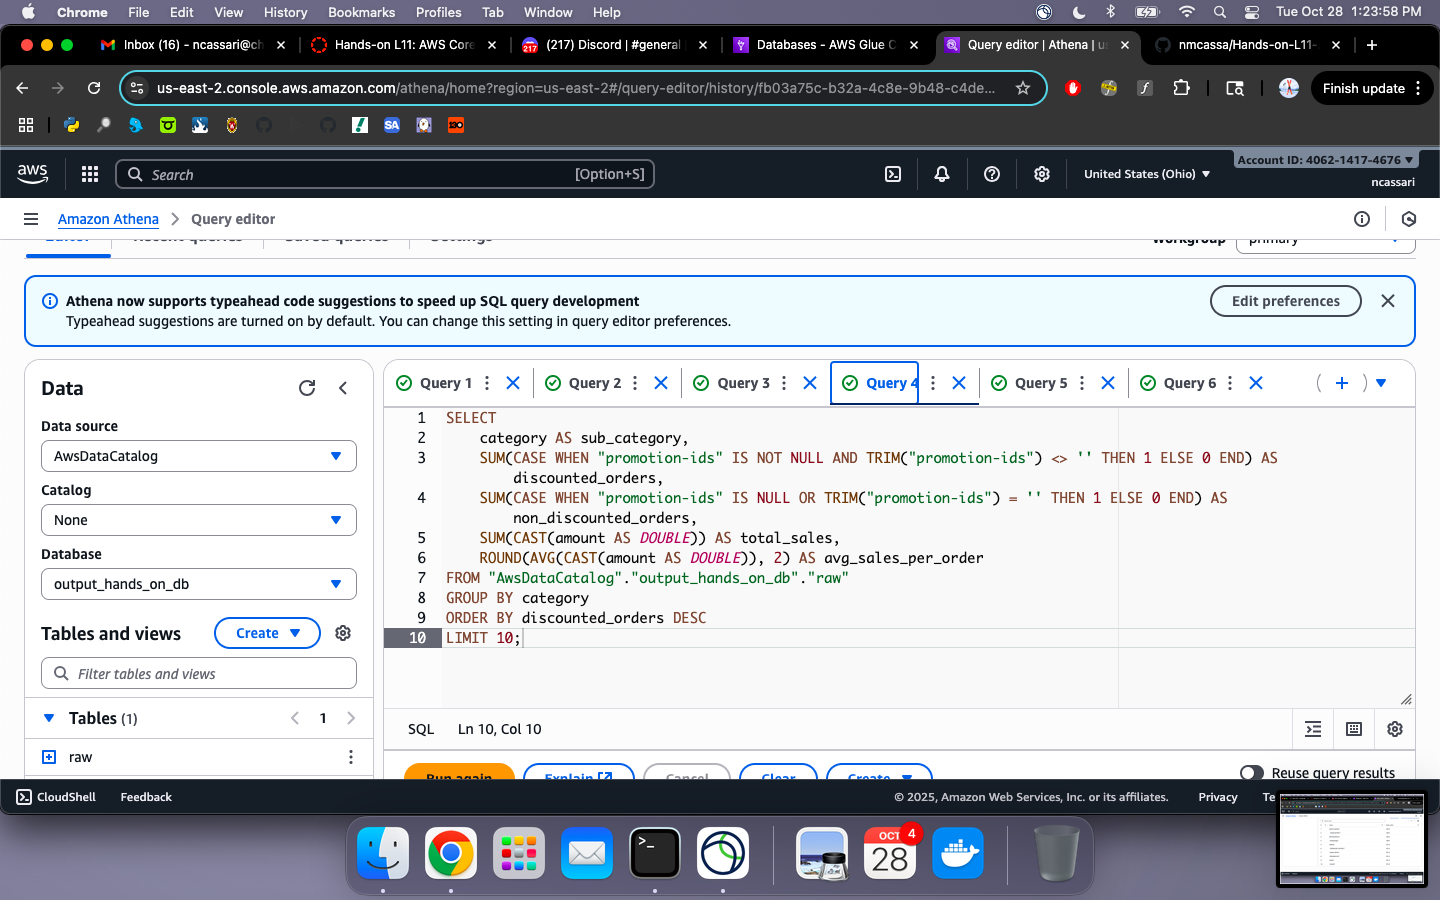 Chrome File Edit View History Bookmarks Profiles Tab Window Help Tue Oct 28 1:23:58 PM
Inbox (16) - ncassari@ch Hands-on L11: AWS Core (217) Discord | #general Databases - AWS Glue C Query editor | Athena | us nmcassa/Hands-on-L11-
us-east-2.console.aws.amazon.com/athena/home?region=us-east-2#/query-editor/history/fb03a75c-b32a-4c8e-9b48-c4de... Finish update
aws Search [Option+S] United States (Ohio) Account ID: 4062-1417-4676
ncassari
Amazon Athena Query editor
Editor Recent queries Saved queries Settings Workgroup primary
Athena now supports typeahead code suggestions to speed up SQL query development
Typeahead suggestions are turned on by default. You can change this setting in query editor preferences.
Edit preferences
Data
Data source
AwsDataCatalog
Catalog
None
Database
output_hands_on_db
Tables and views Create
Filter tables and views
Tables (1) 1
raw
Query 1 Query 2 Query 3 Query 4 Query 5 Query 6
1 SELECT
2 category AS sub_category,
3 SUM(CASE WHEN "promotion-ids" IS NOT NULL AND TRIM("promotion-ids") <> '' THEN 1 ELSE 0 END) AS
discounted_orders,
4 SUM(CASE WHEN "promotion-ids" IS NULL OR TRIM("promotion-ids") = '' THEN 1 ELSE 0 END) AS
non_discounted_orders,
5 SUM(CAST(amount AS DOUBLE)) AS total_sales,
6 ROUND(AVG(CAST(amount AS DOUBLE)), 2) AS avg_sales_per_order
7 FROM "AwsDataCatalog"."output_hands_on_db"."raw"
8 GROUP BY category
9 ORDER BY discounted_orders DESC
10 LIMIT 10;
SQL Ln 10, Col 10
Run again Explain Cancel Clear Create Reuse query results
CloudShell Feedback © 2025, Amazon Web Services, Inc. or its affiliates. Privacy Te
217
SA
130
OCT
28
4